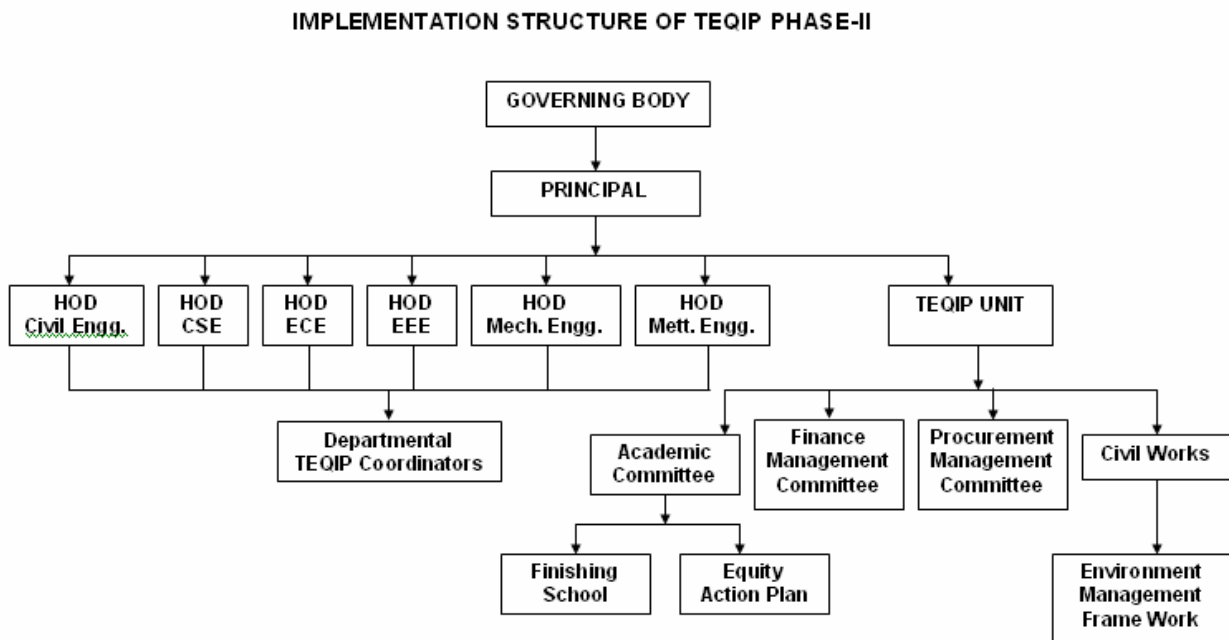 IMPLEMENTATION STRUCTURE OF TEQIP PHASE-II
GOVERNING BODY
PRINCIPAL
HOD
Civil Engg.
HOD
CSE
HOD
ECE
HOD
EEE
HOD
Mech. Engg.
HOD
Mett. Engg.
TEQIP UNIT
Departmental
TEQIP Coordinators
Academic
Committee
Finance
Management
Committee
Procurement
Management
Committee
Civil Works
Finishing
School
Equity
Action Plan
Environment
Management
Frame Work